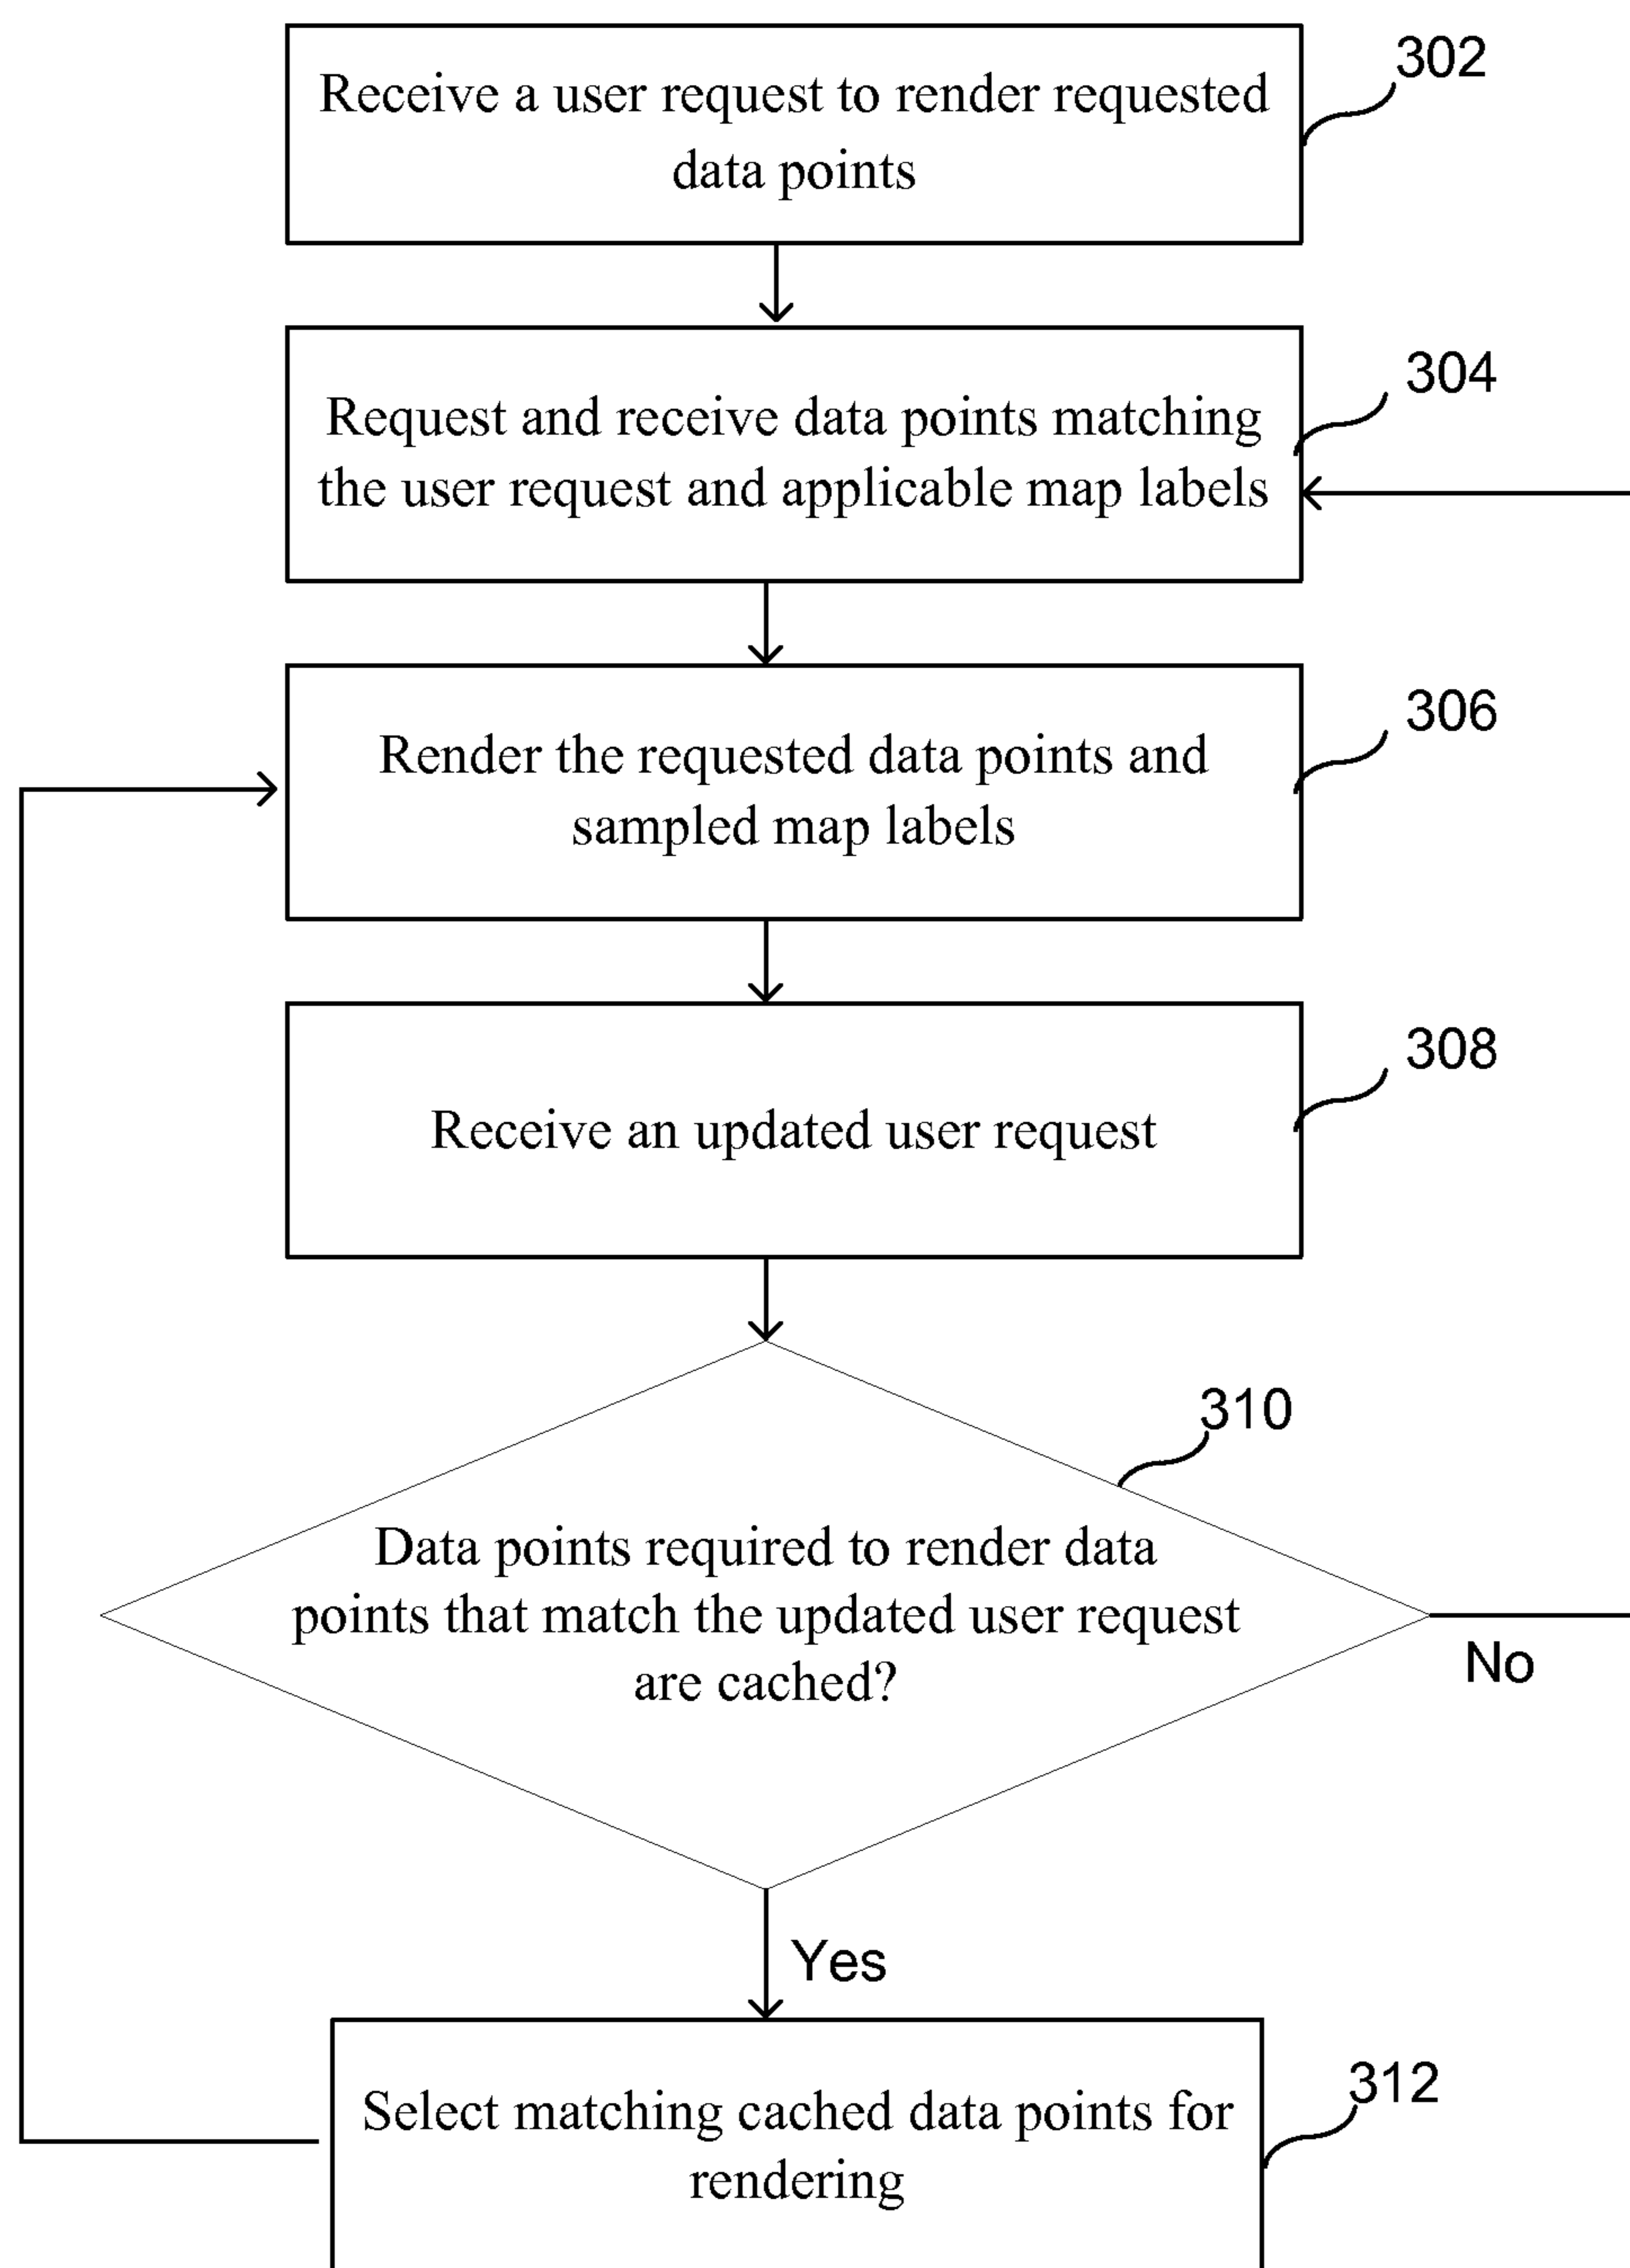 Receive a user request to render requested
data points
302
Request and receive data points matching
the user request and applicable map labels
304
Render the requested data points and
sampled map labels
306
Receive an updated user request
308
310
Data points required to render data
points that match the updated user request
are cached?
No
Yes
Select matching cached data points for
rendering
312